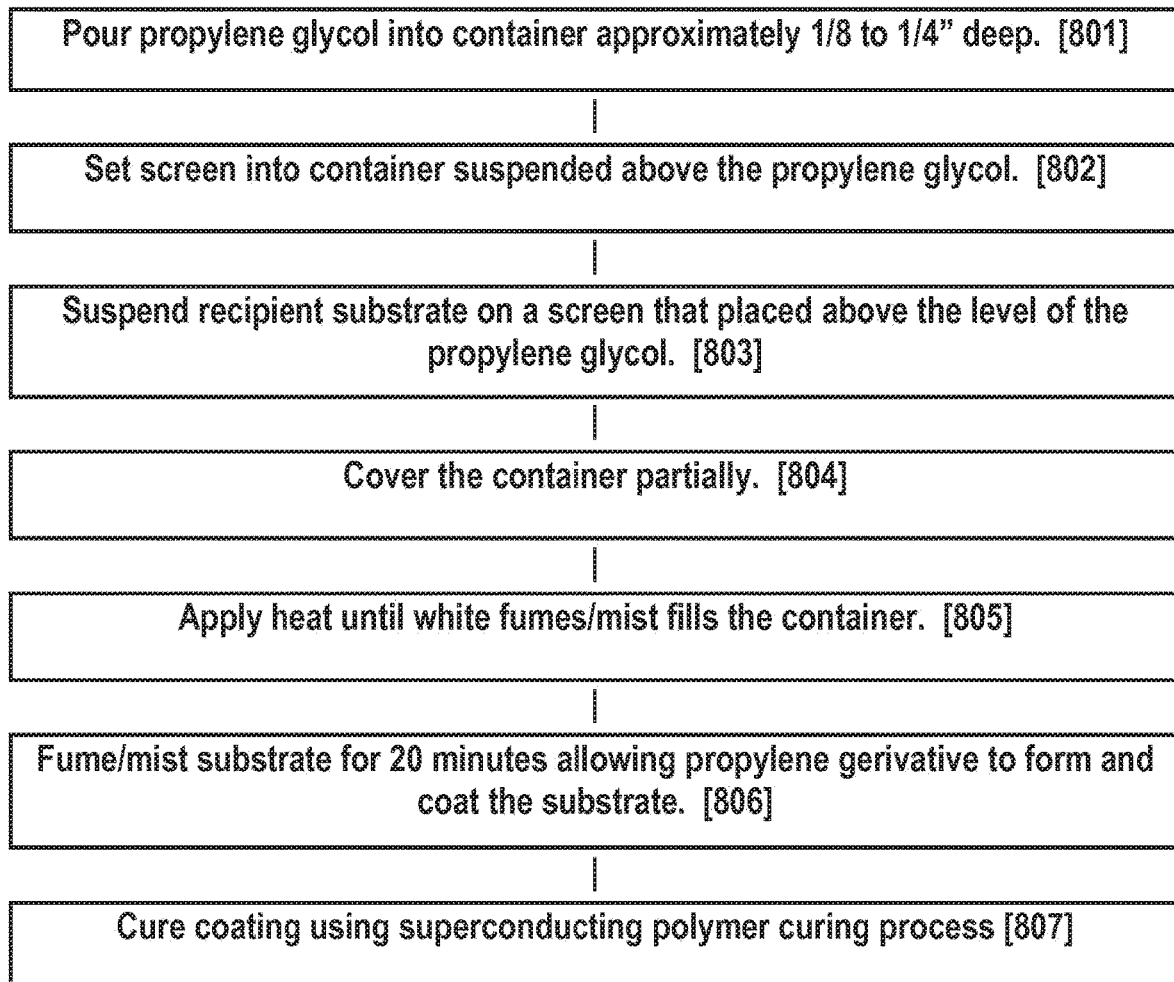 Pour propylene glycol into container approximately 1/8 to 1/4” deep.  [801]
Set screen into container suspended above the propylene glycol.  [802]
Suspend recipient substrate on a screen that placed above the level of the
propylene glycol.  [803]
Cover the container partially.  [804]
Apply heat until white fumes/mist fills the container.  [805]
Fume/mist substrate for 20 minutes allowing propylene gerivative to form and
coat the substrate.  [806]
Cure coating using superconducting polymer curing process [807]